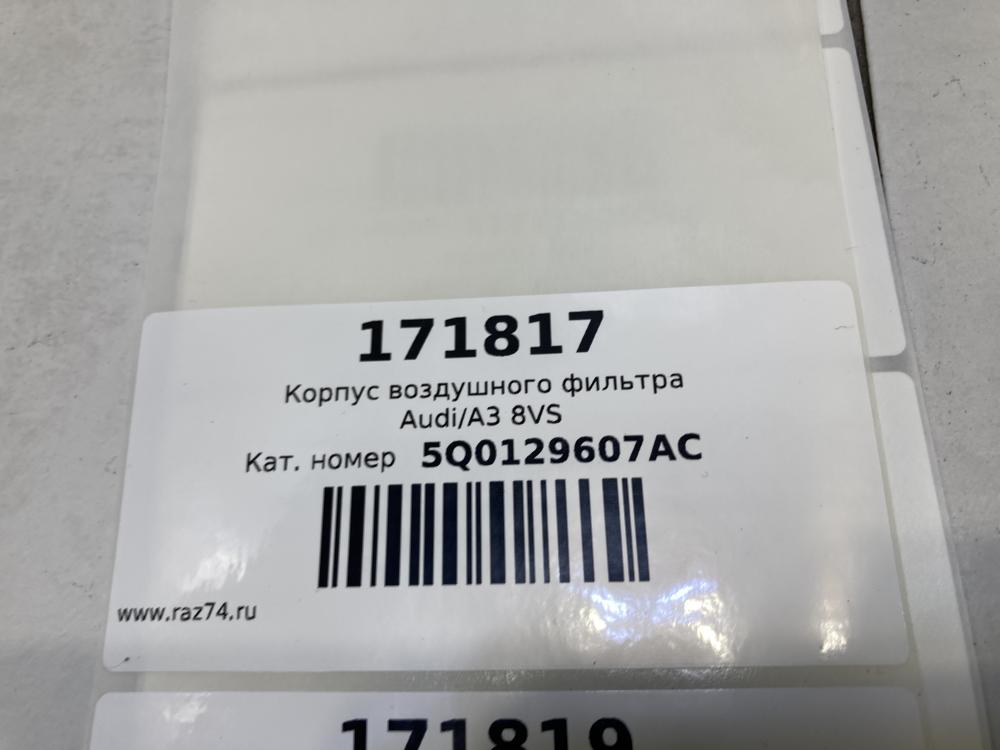 171817
Корпус воздушного фильтра
Audi/A3 8VS
Кат. номер 5Q0129607AC
www.raz74.ru
171819